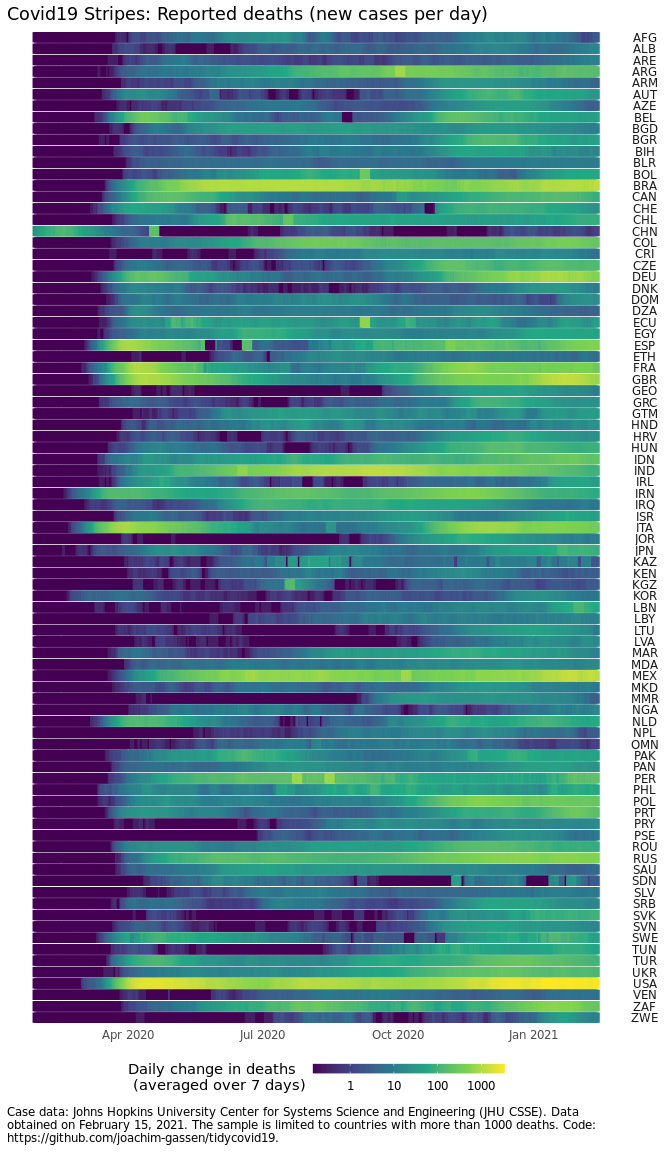 Covid19 Stripes: Reported deaths (new cases per day)
AFG
ALB
ARE
ARG
ARM
AUT
AZE
BEL
BGD
BGR
BIH
BLR
BOL
BRA
CAN
CHE
CHL
CHN
COL
CRI
CZE
DEU
DNK
DOM
DZA
ECU
EGY
ESP
ETH
FRA
GBR
GEO
GRC
GTM
HND
HRV
HUN
IDN
IND
IRL
IRN
IRQ
ISR
ITA
JOR
JPN
KAZ
KEN
KGZ
KOR
LBN
LBY
LTU
LVA
MAR
MDA
MEX
MKD
MMR
NGA
NLD
NPL
OMN
PAK
PAN
PER
PHL
POL
PRT
PRY
PSE
ROU
RUS
SAU
SDN
SLV
SRB
SVK
SVN
SWE
TUN
TUR
UKR
USA
VEN
ZAF
ZWE
Apr 2020 Jul 2020 Oct 2020 Jan 2021
Daily change in deaths
(averaged over 7 days)
1 10 100 1000
Case data: Johns Hopkins University Center for Systems Science and Engineering (JHU CSSE). Data
obtained on February 15, 2021. The sample is limited to countries with more than 1000 deaths. Code:
https://github.com/joachim-gassen/tidycovid19.